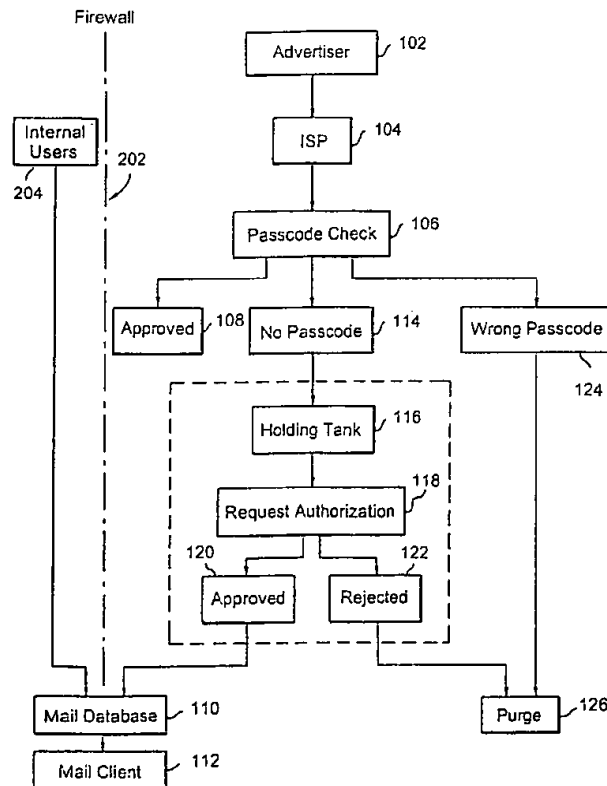 Firewall
Advertiser
102
Internal
Users
204
202
ISP
104
Passcode Check
106
Approved
108
No Passcode
114
Wrong Passcode
124
Holding Tank
116
Request Authorization
118
120
Approved
122
Rejected
Mail Database
110
Purge
126
Mail Client
112